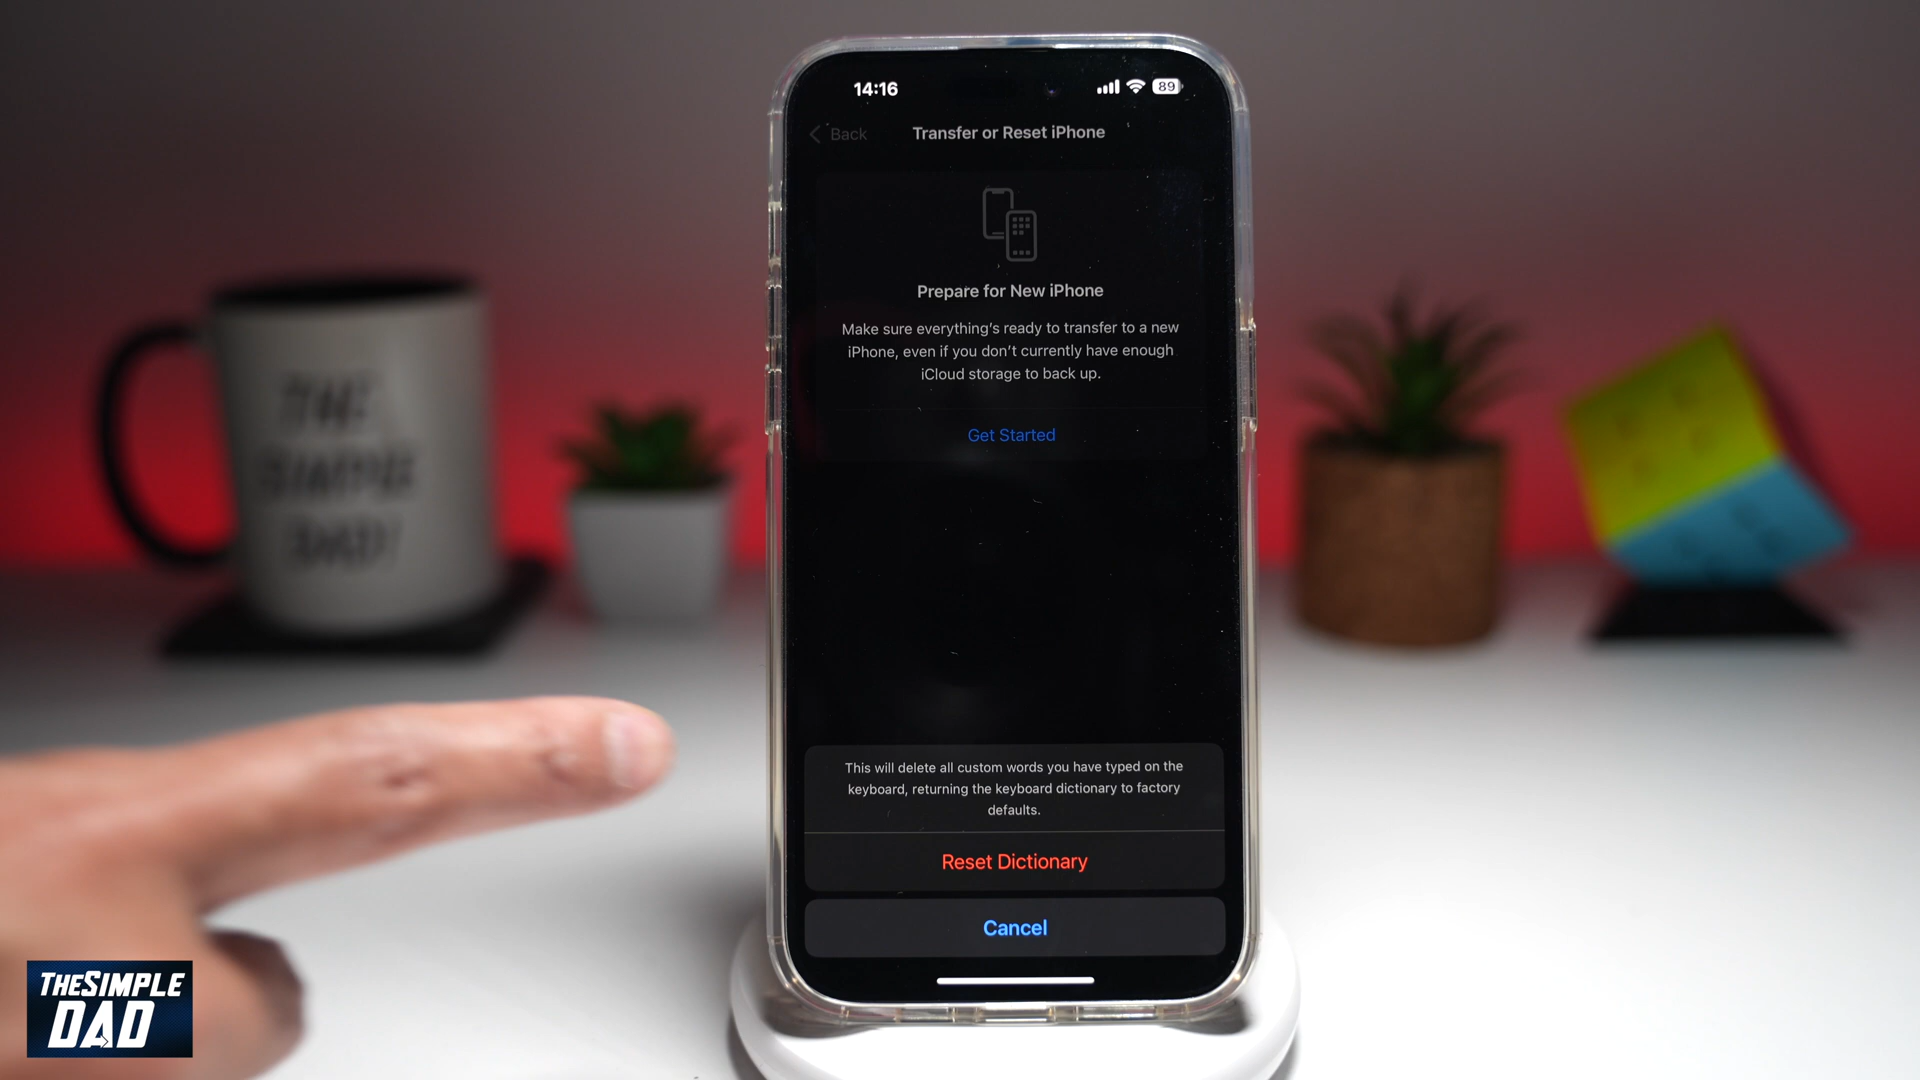 14:16
89
Back
Transfer or Reset iPhone
Prepare for New iPhone
Make sure everything's ready to transfer to a new
iPhone, even if you don't currently have enough
iCloud storage to back up.
Get Started
THE
SIMPLE
DAD!
This will delete all custom words you have typed on the
keyboard, returning the keyboard dictionary to factory
defaults.
Reset Dictionary
Cancel
THESIMPLE
DAD